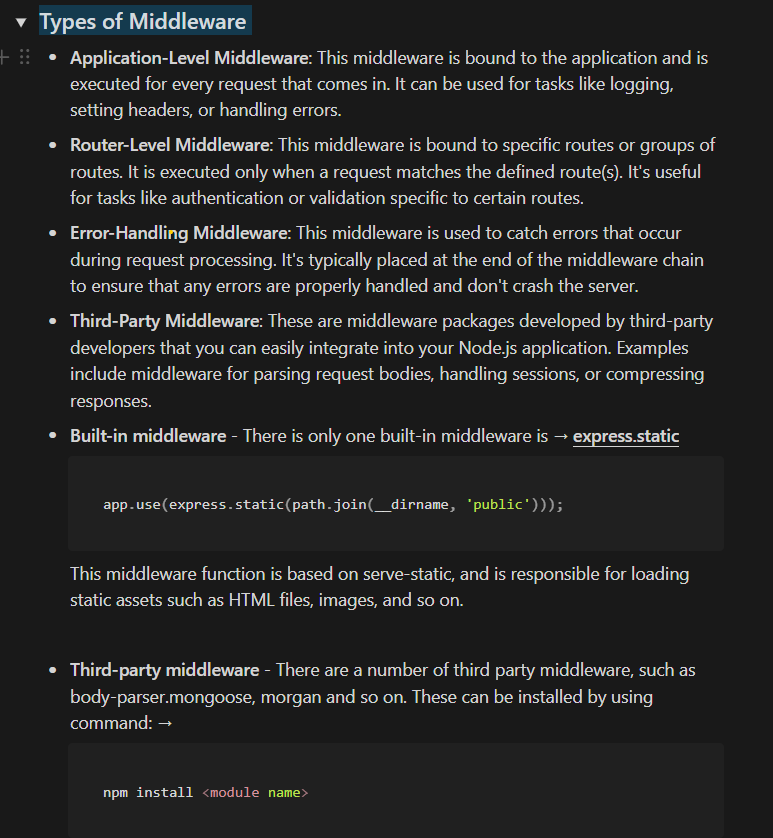 Types of Middleware
Application-Level Middleware: This middleware is bound to the application and is
executed for every request that comes in. It can be used for tasks like logging,
setting headers, or handling errors.
Router-Level Middleware: This middleware is bound to specific routes or groups of
routes. It is executed only when a request matches the defined route(s). It's useful
for tasks like authentication or validation specific to certain routes.
Error-Handling Middleware: This middleware is used to catch errors that occur
during request processing. It's typically placed at the end of the middleware chain
to ensure that any errors are properly handled and don't crash the server.
Third-Party Middleware: These are middleware packages developed by third-party
developers that you can easily integrate into your Node.js application. Examples
include middleware for parsing request bodies, handling sessions, or compressing
responses.
Built-in middleware - There is only one built-in middleware is → express.static
app.use(express.static(path.join(__dirname, 'public')));
This middleware function is based on serve-static, and is responsible for loading
static assets such as HTML files, images, and so on.
Third-party middleware - There are a number of third party middleware, such as
body-parser.mongoose, morgan and so on. These can be installed by using
command: →
npm install <module name>